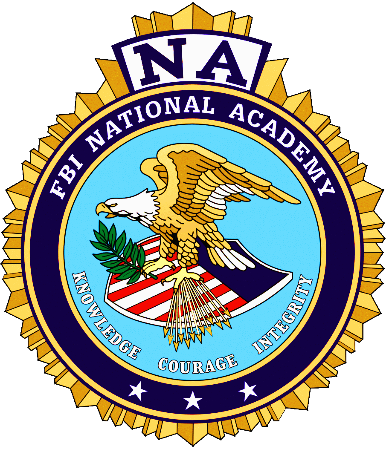 NA
FBI NATIONAL ACADEMY
KNOWLEDGE COURAGE INTEGRITY